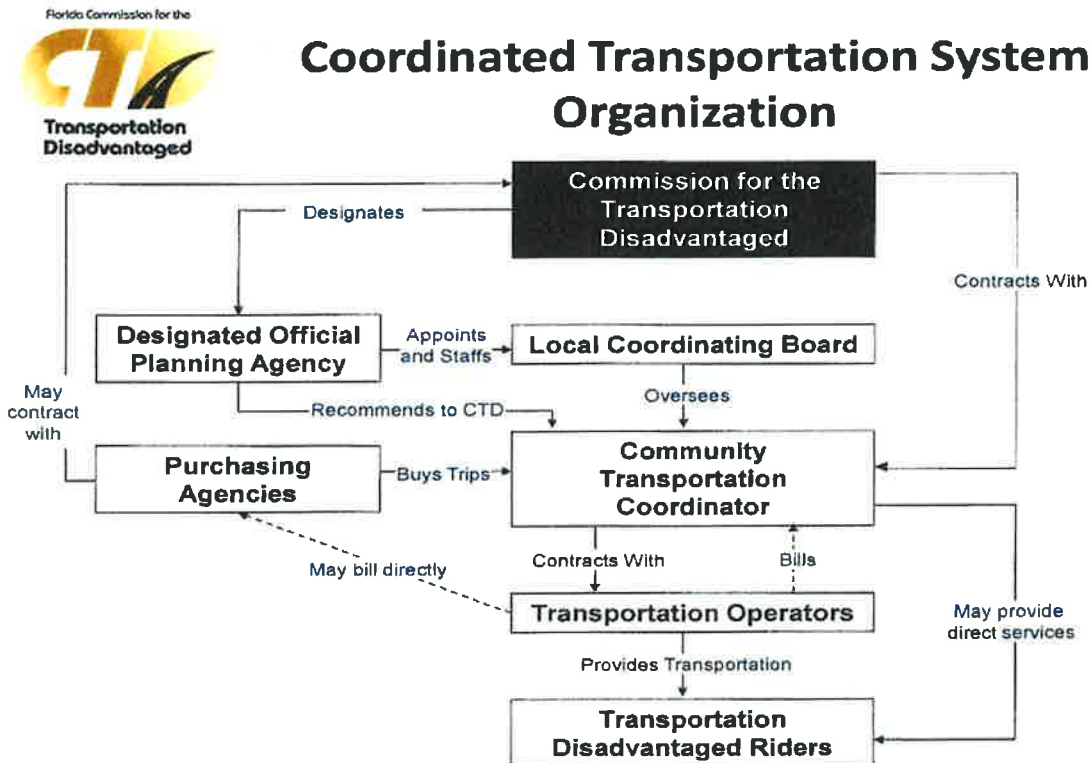 Florida Commission for the
CTD
Transportation
Disadvantaged
Coordinated Transportation System
Organization
Commission for the
Transportation
Disadvantaged
Designates
Contracts With
Designated Official
Planning Agency
Appoints
and Staffs
Local Coordinating Board
May
contract
with
Recommends to CTD
Oversees
Purchasing
Agencies
Buys Trips
Community
Transportation
Coordinator
May bill directly
Contracts With
Bills
Transportation Operators
May provide
direct services
Provides Transportation
Transportation
Disadvantaged Riders